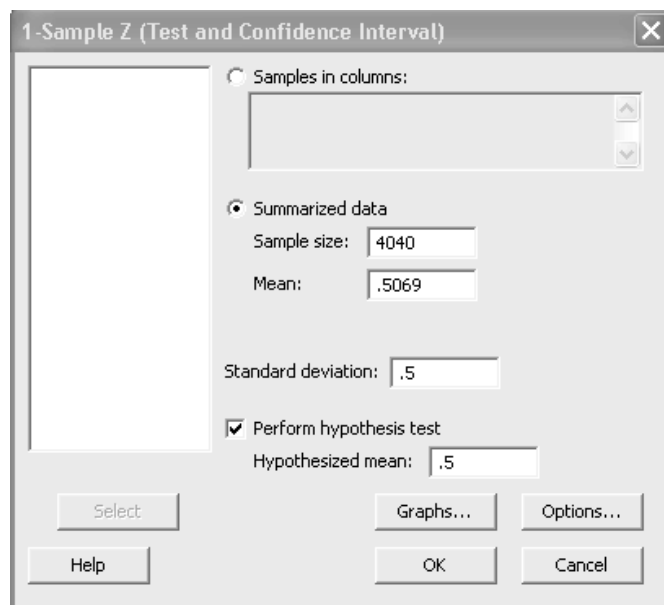 1-Sample Z (Test and Confidence Interval)
Samples in columns:
Summarized data
Sample size: 4040
Mean: .5069
Standard deviation: .5
Perform hypothesis test
Hypothesized mean: .5
Select Graphs... Options...
Help OK Cancel